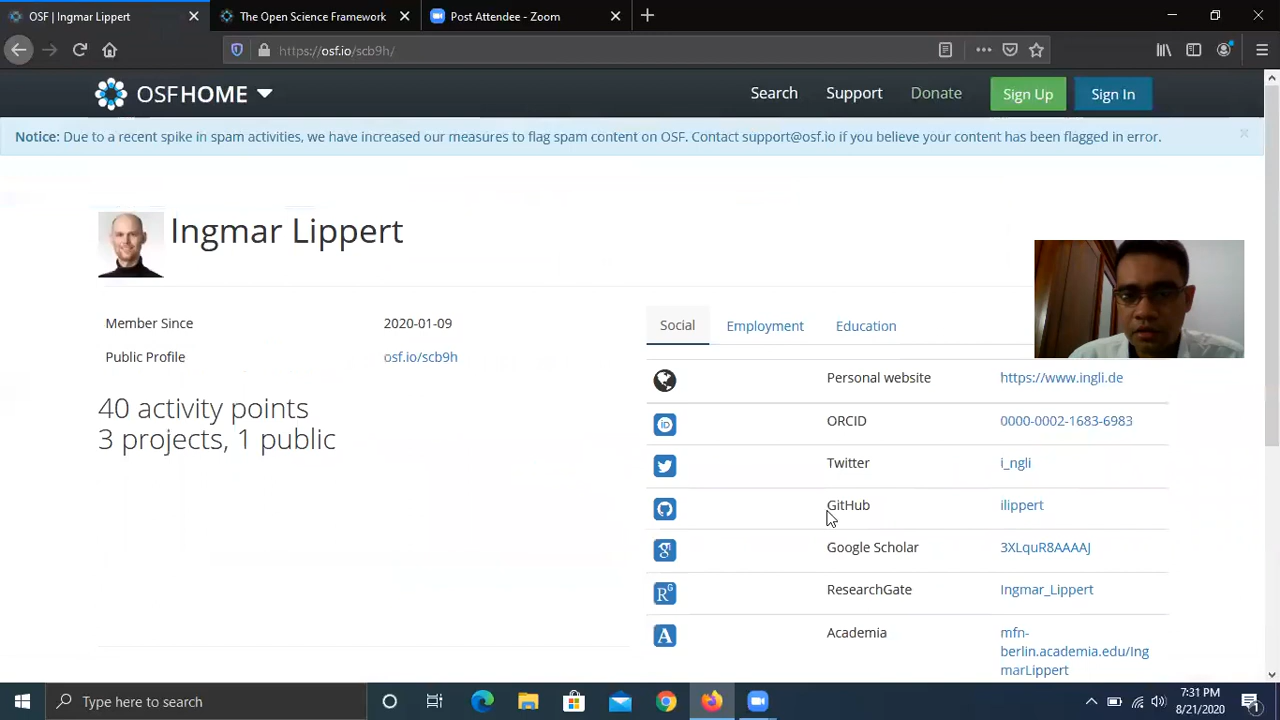 OSF | Ingmar Lippert
The Open Science Framework
Post Attendee - Zoom
https://osf.io/scb9h/
OSFHOME
Search
Support
Donate
Sign Up
Sign In
Notice: Due to a recent spike in spam activities, we have increased our measures to flag spam content on OSF. Contact support@osf.io if you believe your content has been flagged in error.
Ingmar Lippert
Member Since 2020-01-09
Public Profile osf.io/scb9h
40 activity points
3 projects, 1 public
Social Employment Education
Personal website https://www.ingli.de
ORCID 0000-0002-1683-6983
Twitter i_ngli
GitHub ilippert
Google Scholar 3XLquR8AAAAJ
ResearchGate Ingmar_Lippert
Academia mfn-
berlin.academia.edu/Ing
marLippert
Type here to search
7:31 PM
8/21/2020